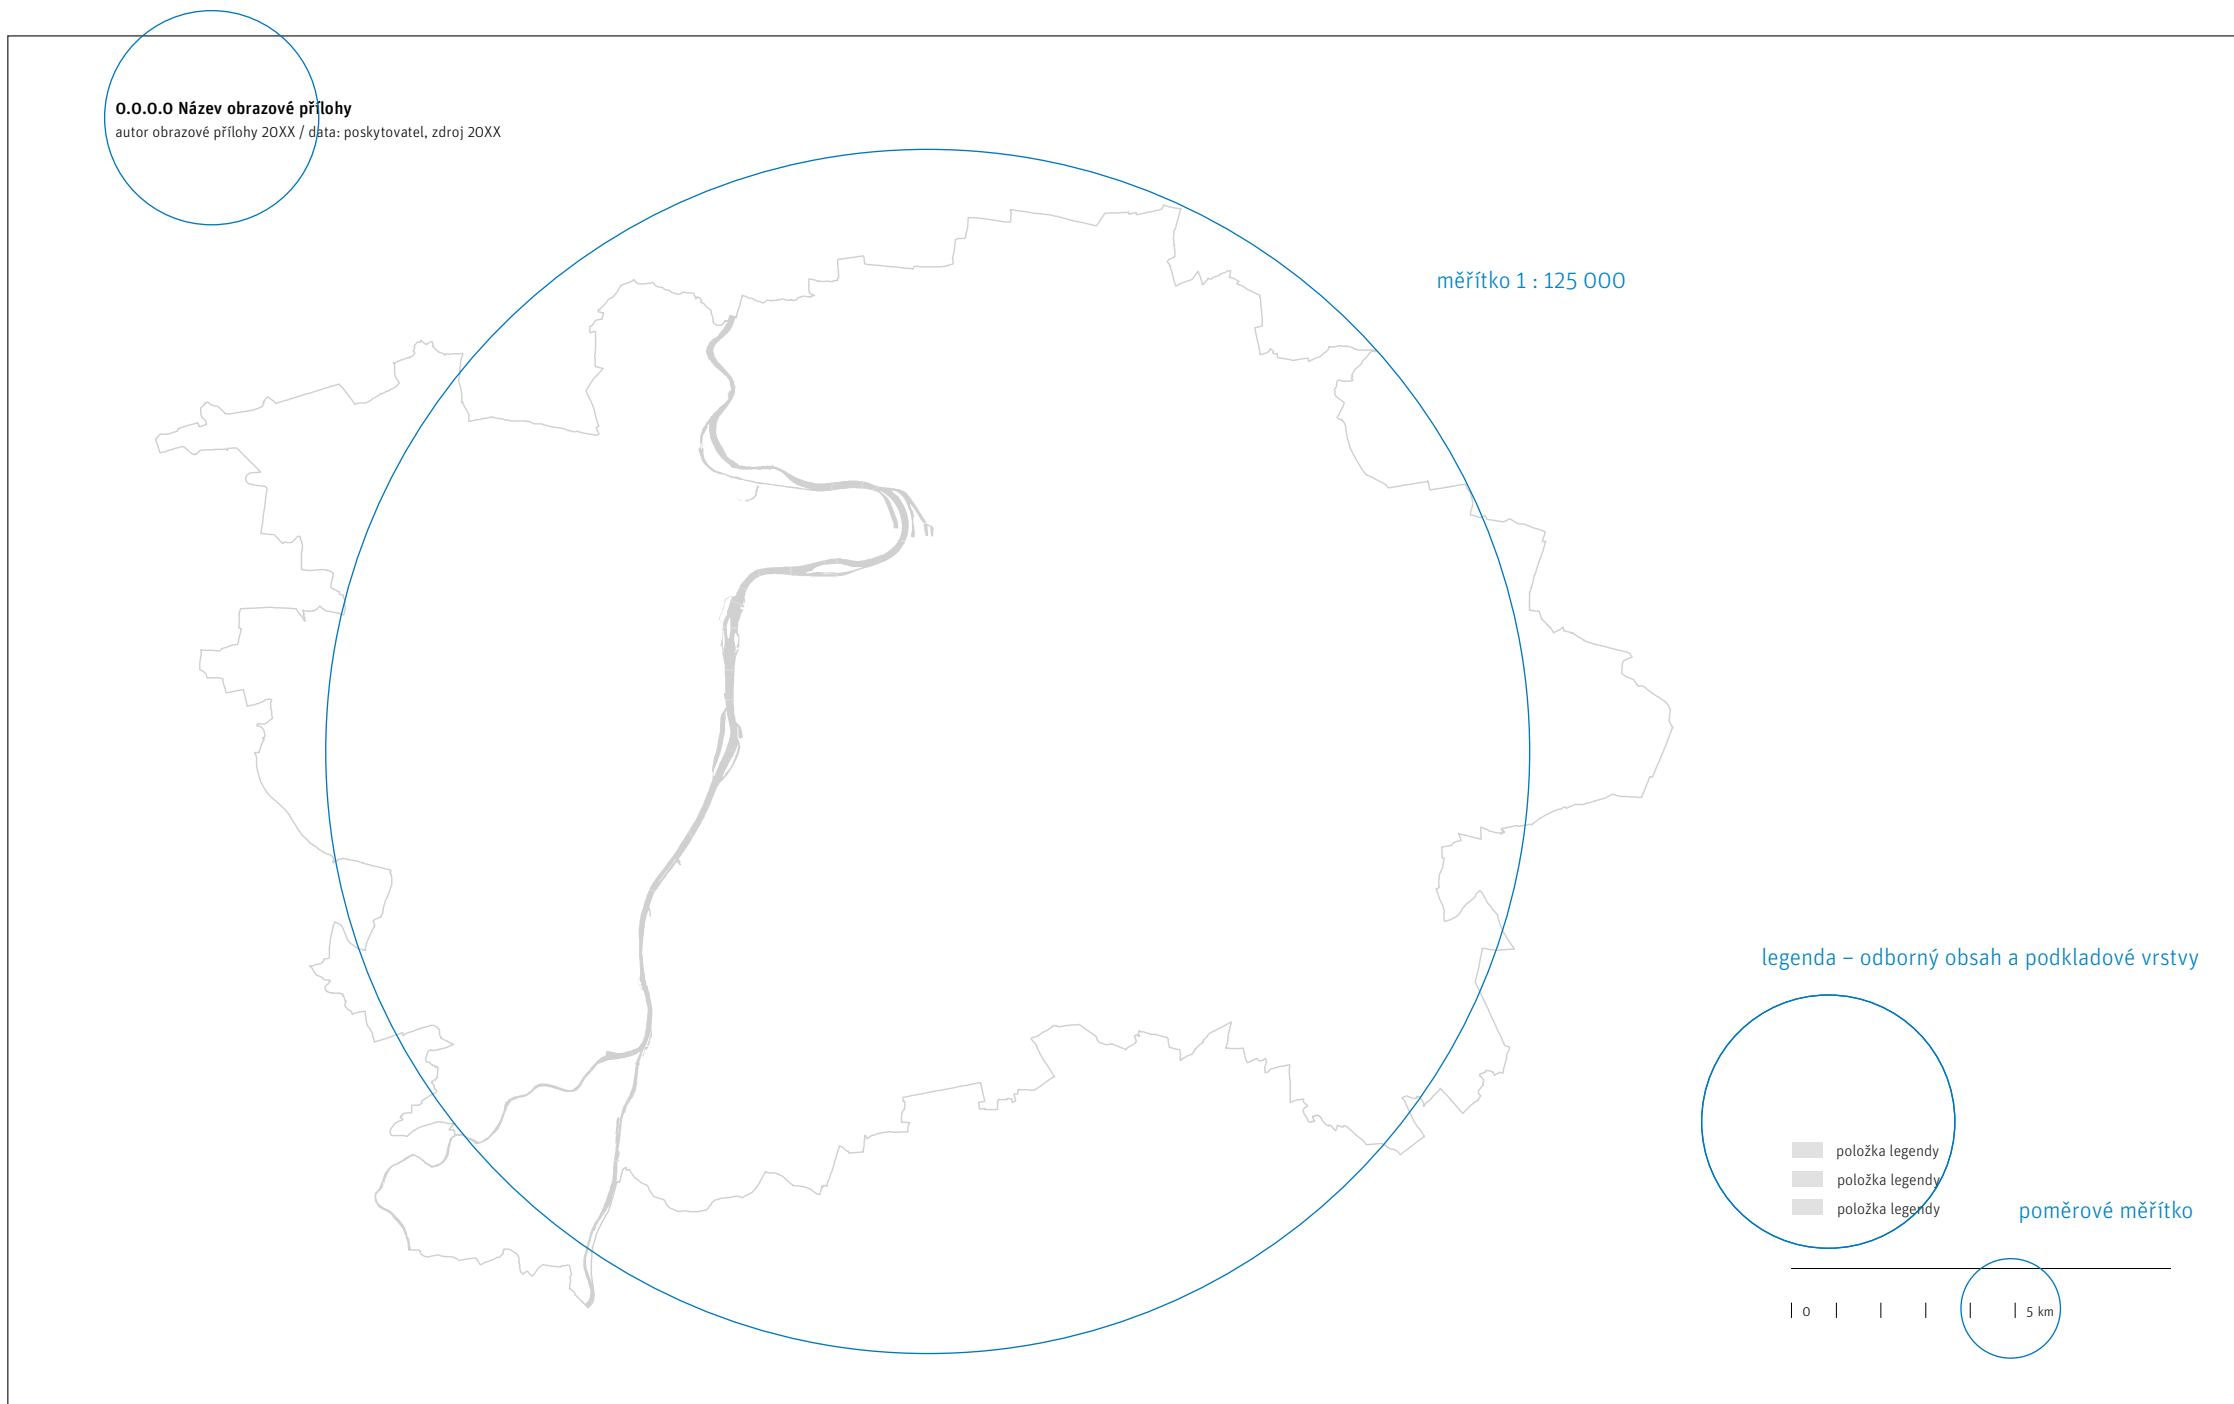 0.0.0.0 Název obrazové přílohy
autor obrazové přílohy 20XX / data: poskytovatel, zdroj 20XX
měřítko 1 : 125 000
legenda – odborný obsah a podkladové vrstvy
položka legendy
položka legendy
položka legendy
poměrové měřítko
0 5 km